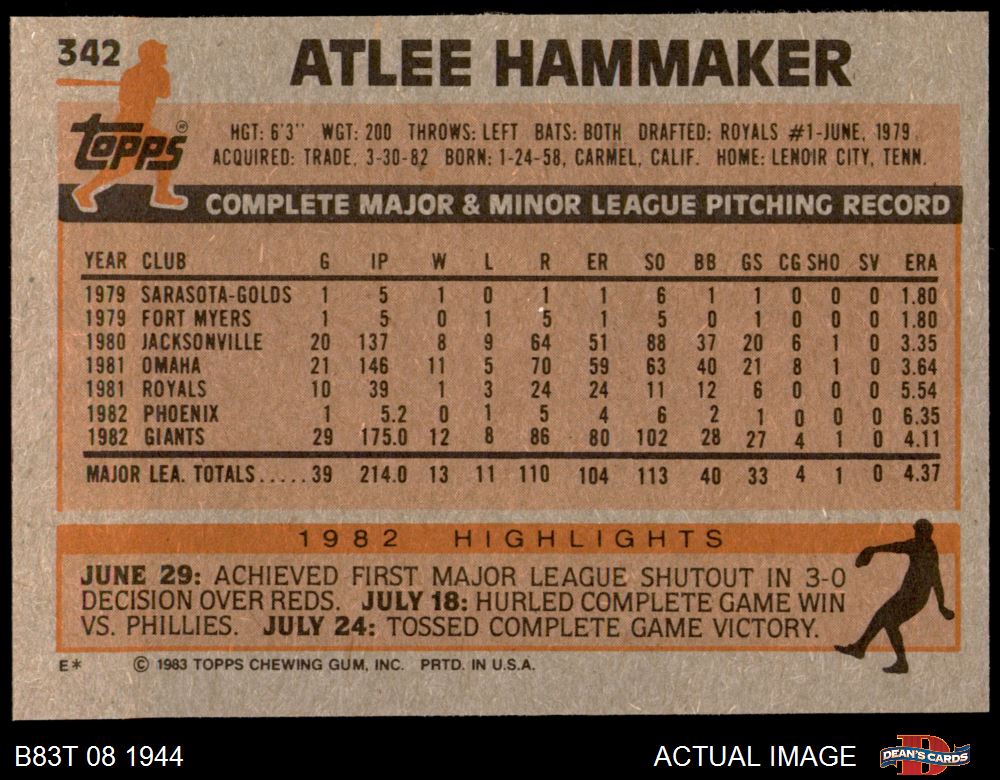 342 ATLEE HAMMAKER
topps®
HGT: 6'3" WGT: 200 THROWS: LEFT BATS: BOTH DRAFTED: ROYALS #1-JUNE, 1979.
ACQUIRED: TRADE, 3-30-82 BORN: 1-24-58, CARMEL, CALIF. HOME: LENOIR CITY, TENN.
COMPLETE MAJOR & MINOR LEAGUE PITCHING RECORD
YEAR CLUB G IP W L R ER SO BB GS CG SHO SV ERA
1979 SARASOTA-GOLDS 1 5 1 0 1 1 6 1 1 0 0 0 1.80
1979 FORT MYERS 1 5 0 1 5 1 5 0 1 0 0 0 1.80
1980 JACKSONVILLE 20 137 8 9 64 51 88 37 20 6 1 0 3.35
1981 OMAHA 21 146 11 5 70 59 63 40 21 8 1 0 3.64
1981 ROYALS 10 39 1 3 24 24 11 12 6 0 0 0 5.54
1982 PHOENIX 1 5.2 0 1 5 4 6 2 1 0 0 0 6.35
1982 GIANTS 29 175.0 12 8 86 80 102 28 27 4 1 0 4.11
MAJOR LEA. TOTALS.....39 214.0 13 11 110 104 113 40 33 4 1 0 4.37
1982 HIGHLIGHTS
JUNE 29: ACHIEVED FIRST MAJOR LEAGUE SHUTOUT IN 3-0
DECISION OVER REDS. JULY 18: HURLED COMPLETE GAME WIN
VS. PHILLIES. JULY 24: TOSSED COMPLETE GAME VICTORY.
E* © 1983 TOPPS CHEWING GUM, INC. PRTD. IN U.S.A.
B83T 08 1944 ACTUAL IMAGE DEAN'S CARDS